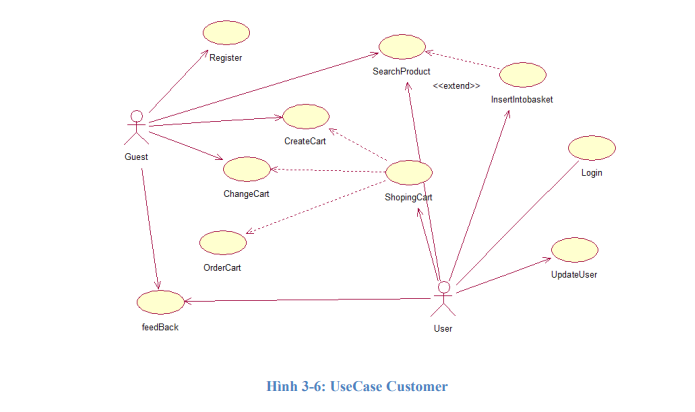 Register
SearchProduct
<<extend>>
InsertIntobasket
CreateCart
Guest
Login
ChangeCart
ShopingCart
OrderCart
UpdateUser
feedBack
User
Hình 3-6: UseCase Customer